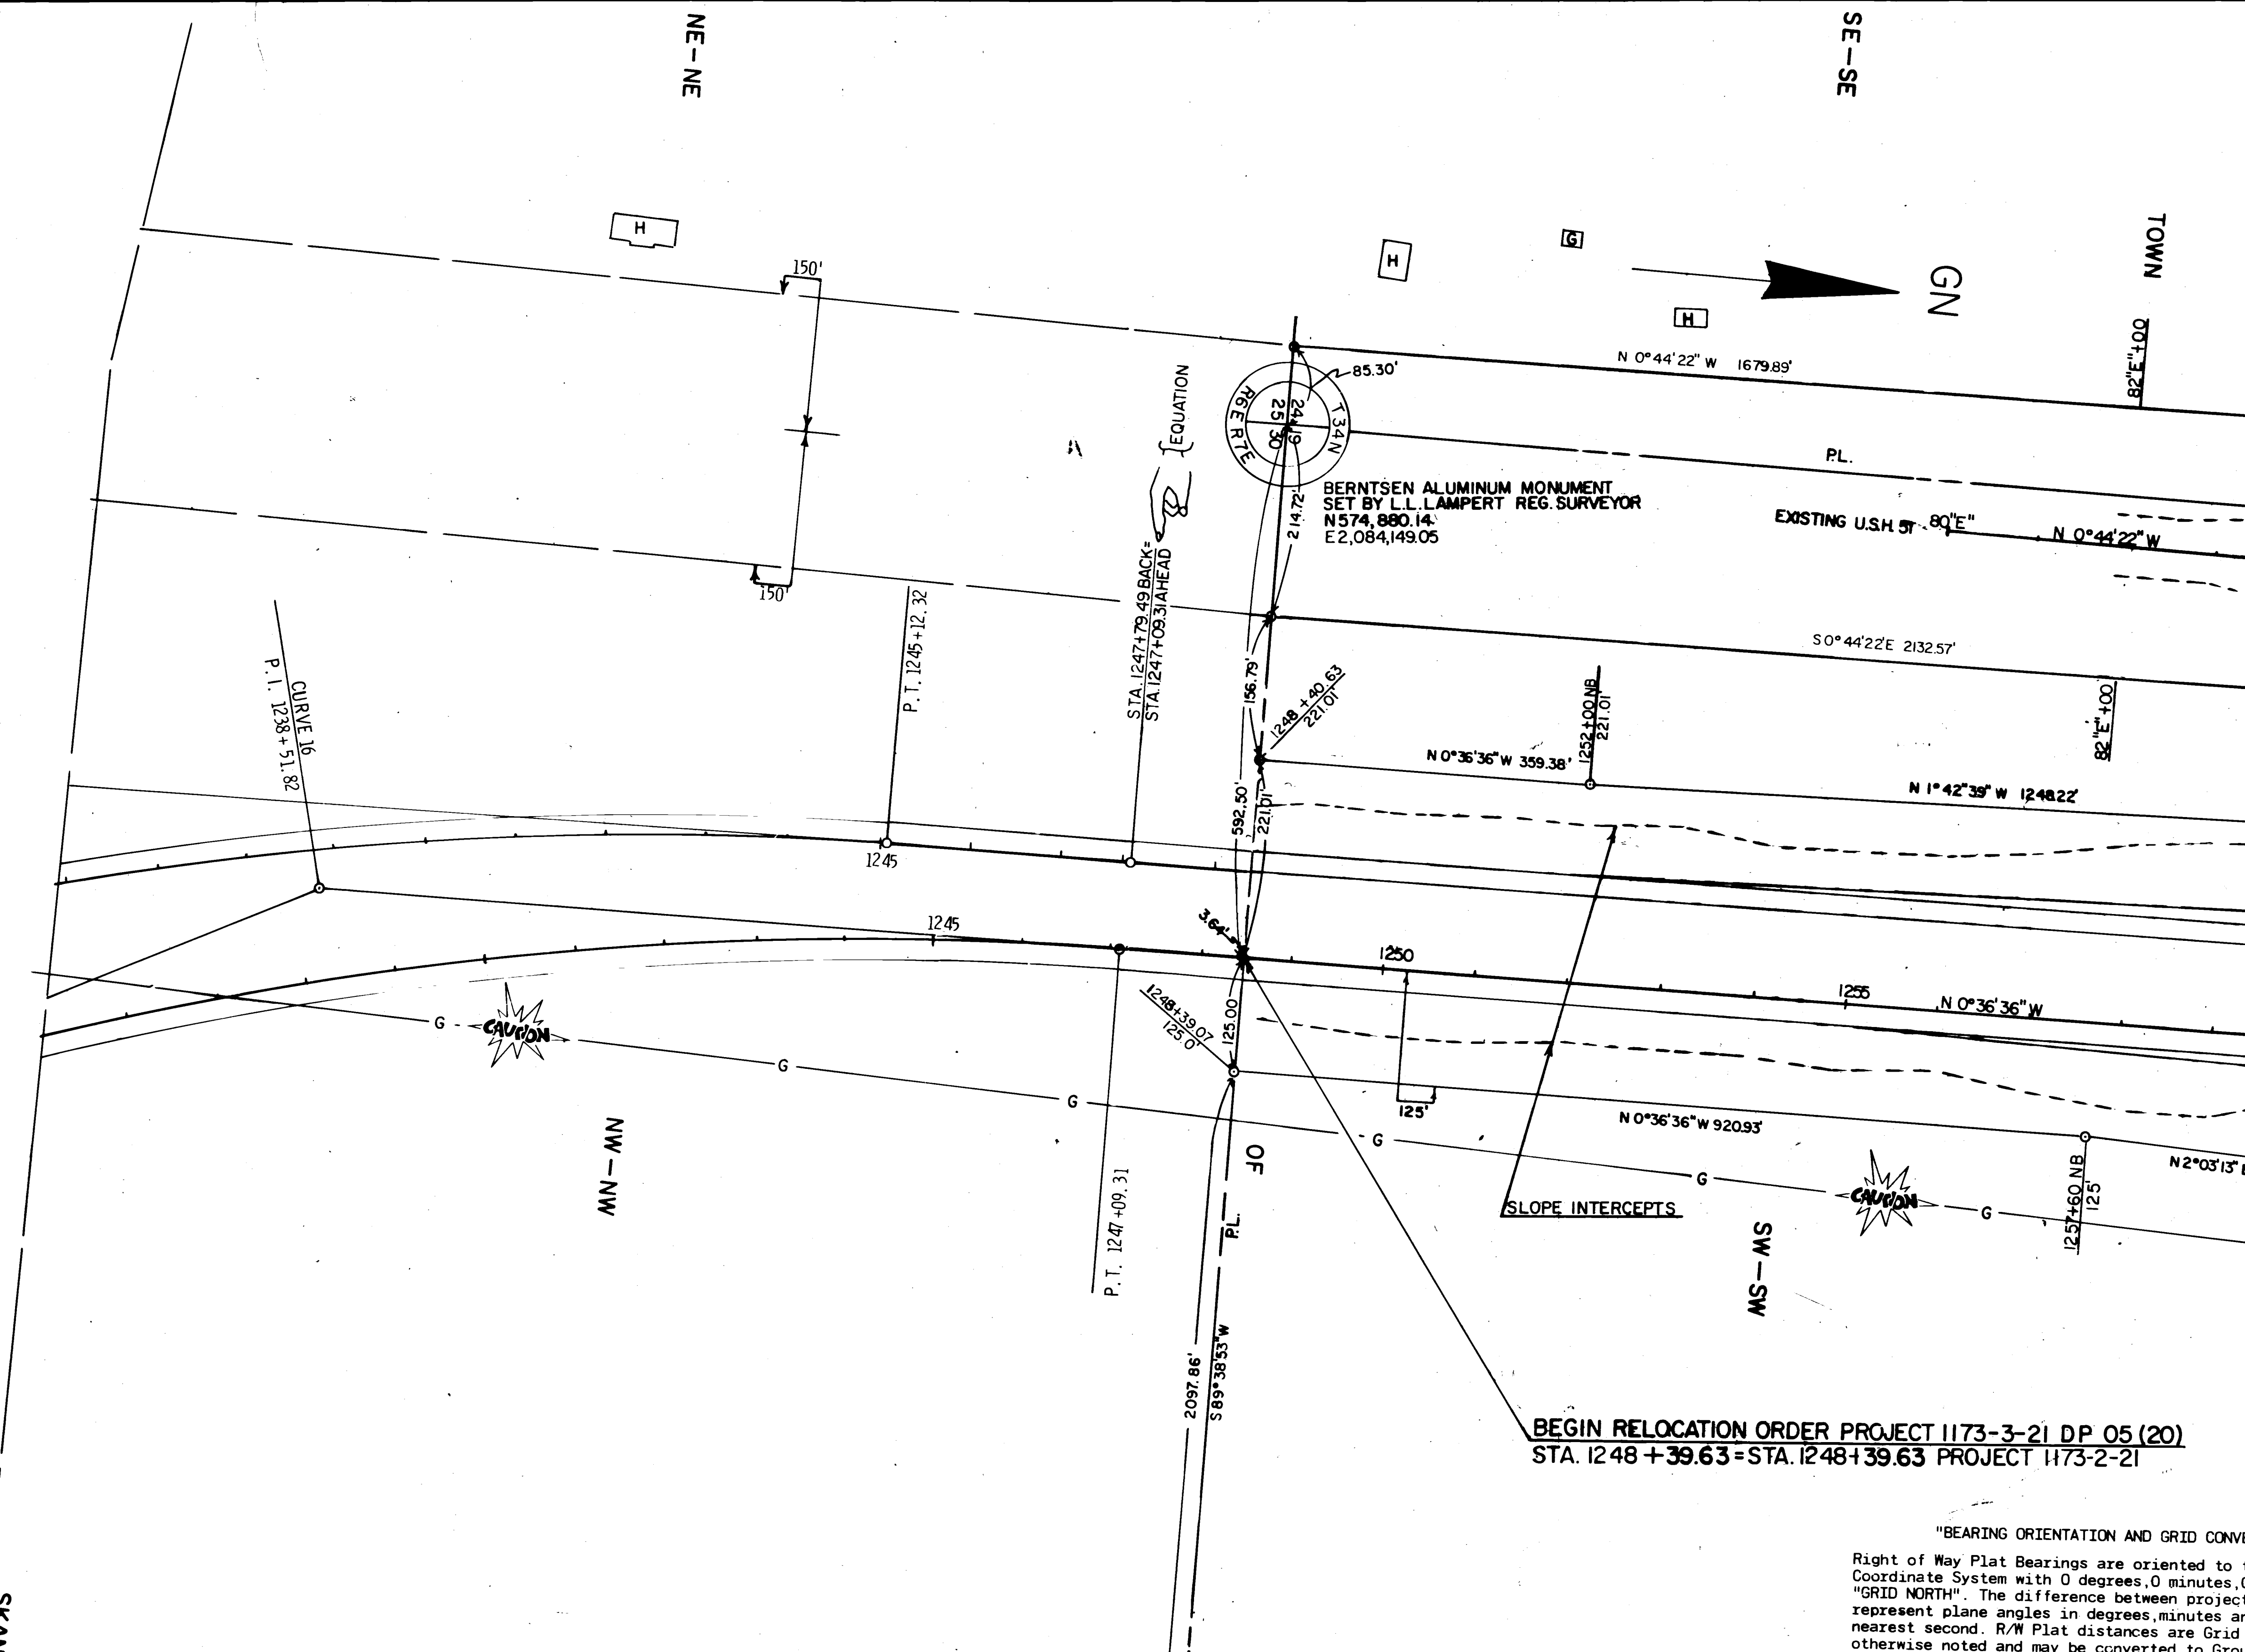 NE-NE
SE-SE
TOWN
H
H
G
H
GN
150'
150'
N 0°44'22" W 1679.89'
82"E"+00
85.30'
T34N
R6E R7E
24 19
25 30
{EQUATION
P.L.
BERNTSEN ALUMINUM MONUMENT
SET BY L.L.LAMPERT REG. SURVEYOR
N 574,880.14
E 2,084,149.05
214.72'
EXISTING U.S.H. 51 80"E" N 0°44'22" W
STA. 1247+79.49 BACK=
STA. 1247+09.31 AHEAD
P.T. 1245+12.32
CURVE 16
P.I. 1238+51.82
S 0°44'22"E 2132.57'
156.79'
1248+40.63
221.01'
1252+00 NB
221.01'
82"E"+00
N 0°36'36" W 359.38'
N 1°42'39" W 1248.22'
592.50'
221.01'
1245
1245
3.64'
1250
1255
N 0°36'36" W
1248+39.07
125.0'
125.00'
G
CAUTION
G
G
125'
G
N 0°36'36" W 920.93'
G
CAUTION
G
1257+60 NB
125'
N 2°03'13" E
NW-NW
P.T. 1247+09.31
OF
P.L.
SLOPE INTERCEPTS
SW-SW
2097.86'
S 89°38'53" W
BEGIN RELOCATION ORDER PROJECT 1173-3-21 DP 05 (20)
STA. 1248+39.63 = STA. 1248+39.63 PROJECT 1173-2-21
"BEARING ORIENTATION AND GRID CONVE
Right of Way Plat Bearings are oriented to
Coordinate System with 0 degrees, 0 minutes,
"GRID NORTH". The difference between project
represent plane angles in degrees, minutes
nearest second. R/W Plat distances are Grid
otherwise noted and may be converted to
SKAN